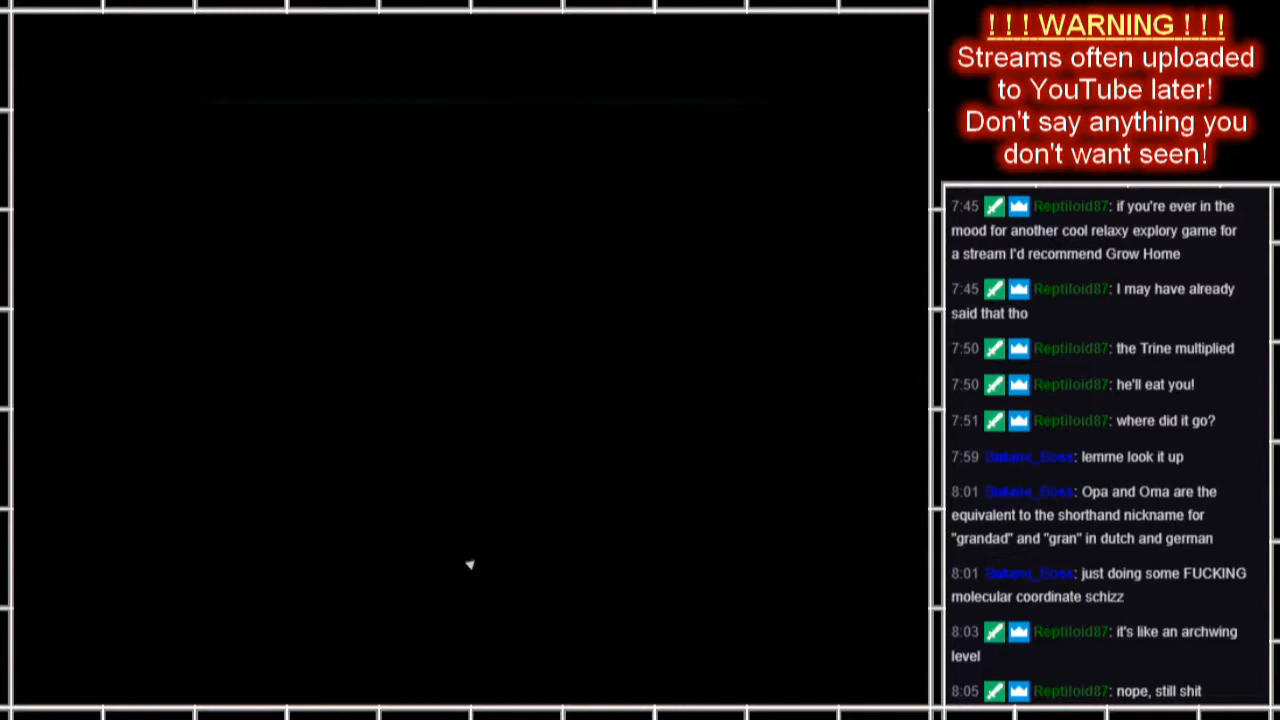 ! ! ! WARNING ! ! !
Streams often uploaded
to YouTube later!
Don't say anything you
don't want seen!
7:45 Reptiloid87: if you're ever in the
mood for another cool relaxy explory game for
a stream I'd recommend Grow Home
7:45 Reptiloid87: I may have already
said that tho
7:50 Reptiloid87: the Trine multiplied
7:50 Reptiloid87: he'll eat you!
7:51 Reptiloid87: where did it go?
7:59 : lemme look it up
8:01 : Opa and Oma are the
equivalent to the shorthand nickname for
"grandad" and "gran" in dutch and german
8:01 : just doing some FUCKING
molecular coordinate schizz
8:03 Reptiloid87: it's like an archwing
level
8:05 Reptiloid87: nope, still shit